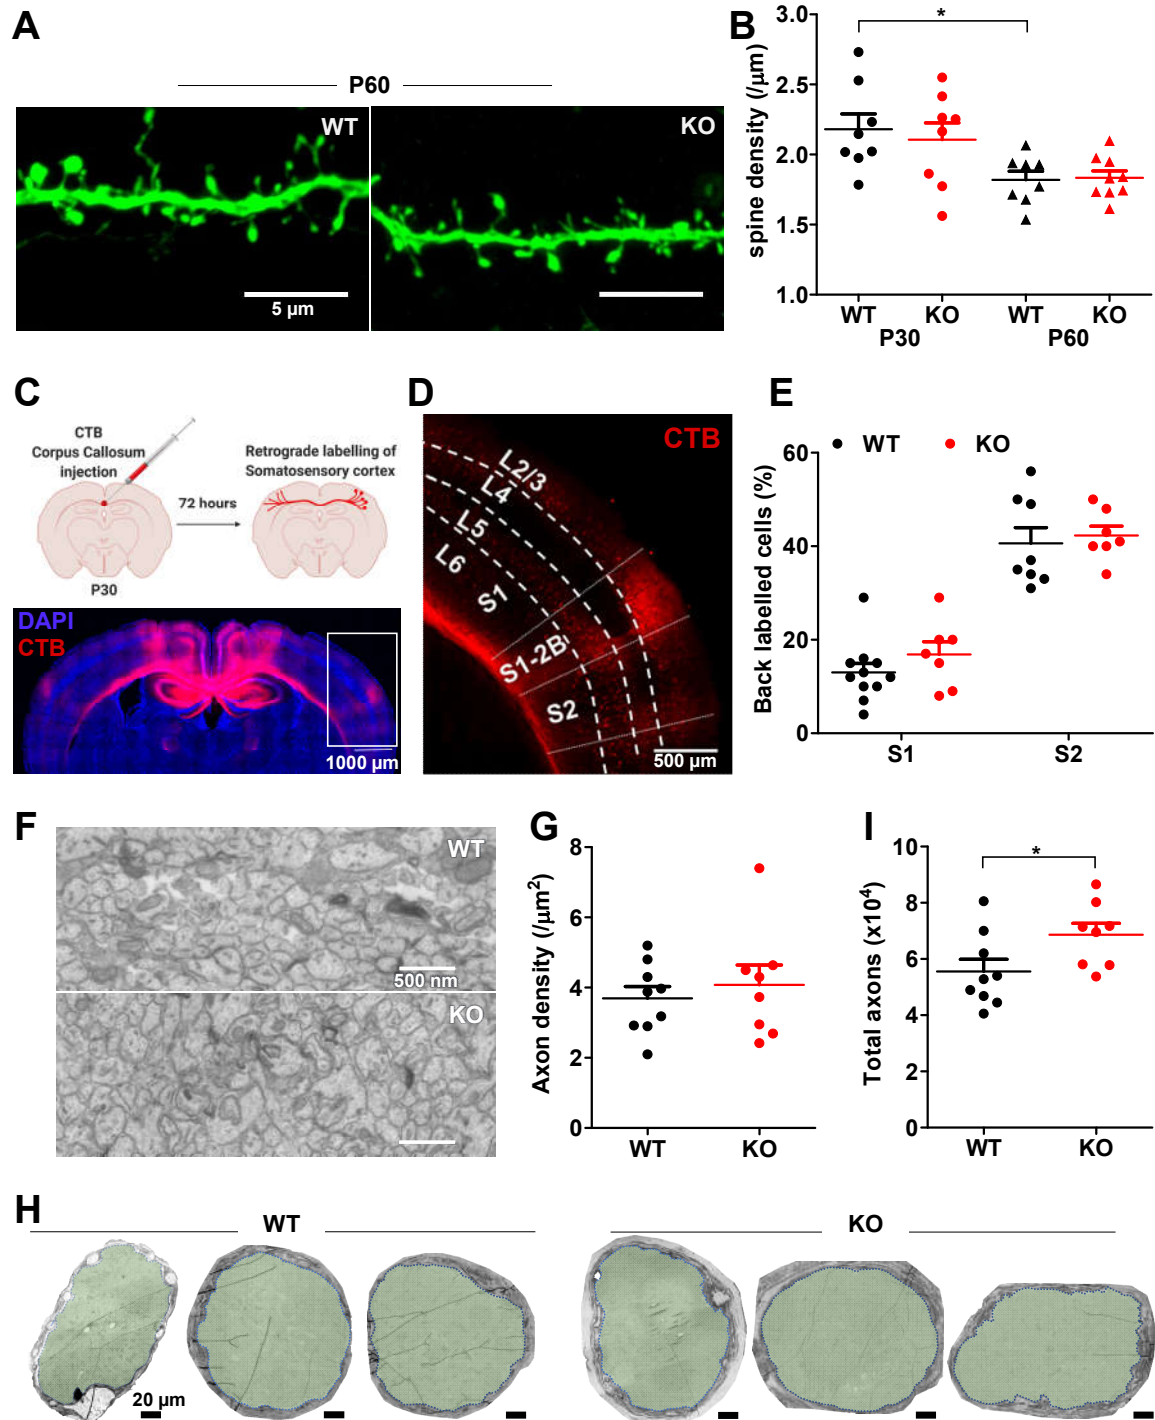 A
P60
WT
KO
5 µm
B
spine density (/µm)
*
3.0
2.5
2.0
1.5
1.0
WT
KO
WT
KO
P30
P60
C
CTB
Corpus Callosum
injection
72 hours
Retrograde labelling of
Somatosensory cortex
P30
DAPI
CTB
1000 µm
D
CTB
L2/3
L4
L5
L6
S1
S1-2B
S2
500 µm
E
WT
KO
Back labelled cells (%)
60
40
20
0
S1
S2
F
WT
500 nm
KO
G
Axon density (/µm²)
8
6
4
2
0
WT
KO
I
Total axons (x10⁴)
*
10
8
6
4
2
0
WT
KO
H
WT
KO
20 µm